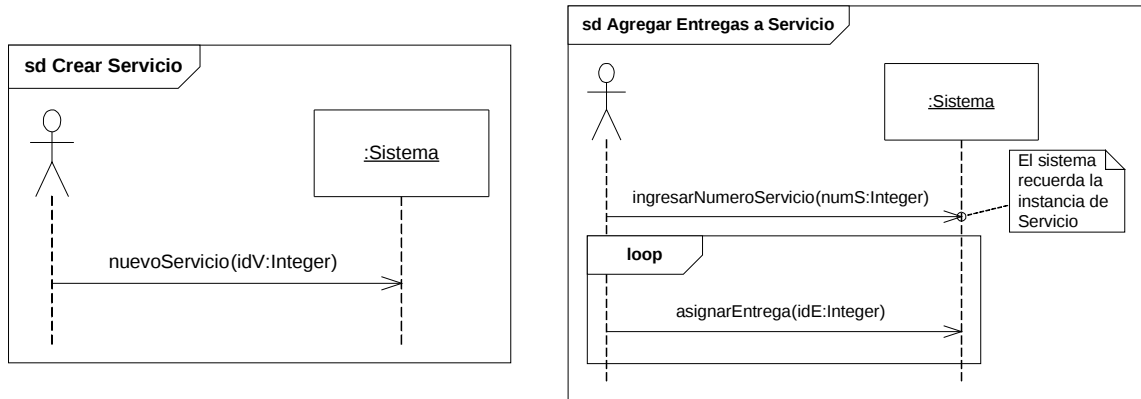 sd Crear Servicio
:Sistema
nuevoServicio(idV:Integer)
sd Agregar Entregas a Servicio
:Sistema
El sistema
recuerda la
instancia de
Servicio
ingresarNumeroServicio(numS:Integer)
loop
asignarEntrega(idE:Integer)